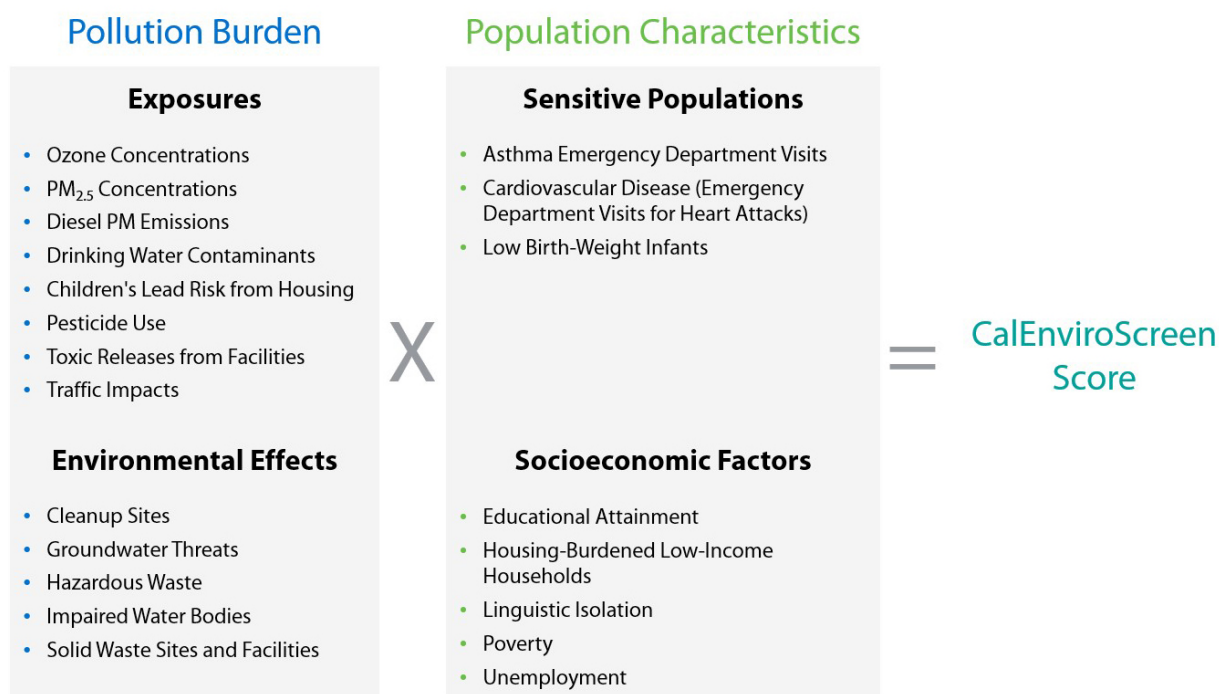 Pollution Burden
Exposures
• Ozone Concentrations
• PM2.5 Concentrations
• Diesel PM Emissions
• Drinking Water Contaminants
• Children's Lead Risk from Housing
• Pesticide Use
• Toxic Releases from Facilities
• Traffic Impacts
Environmental Effects
• Cleanup Sites
• Groundwater Threats
• Hazardous Waste
• Impaired Water Bodies
• Solid Waste Sites and Facilities
X
Population Characteristics
Sensitive Populations
• Asthma Emergency Department Visits
• Cardiovascular Disease (Emergency
Department Visits for Heart Attacks)
• Low Birth-Weight Infants
Socioeconomic Factors
• Educational Attainment
• Housing-Burdened Low-Income
Households
• Linguistic Isolation
• Poverty
• Unemployment
=
CalEnviroScreen
Score